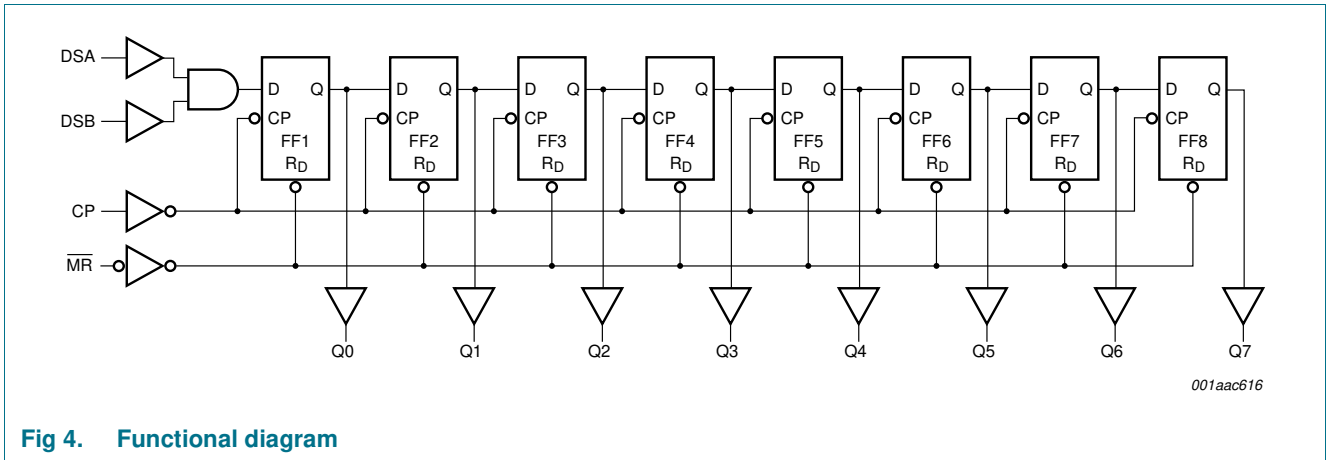 DSA
DSB
CP
M̅R̅
D Q
CP
FF1
RD
D Q
CP
FF2
RD
D Q
CP
FF3
RD
D Q
CP
FF4
RD
D Q
CP
FF5
RD
D Q
CP
FF6
RD
D Q
CP
FF7
RD
D Q
CP
FF8
RD
Q0 Q1 Q2 Q3 Q4 Q5 Q6 Q7
001aac616
Fig 4. Functional diagram